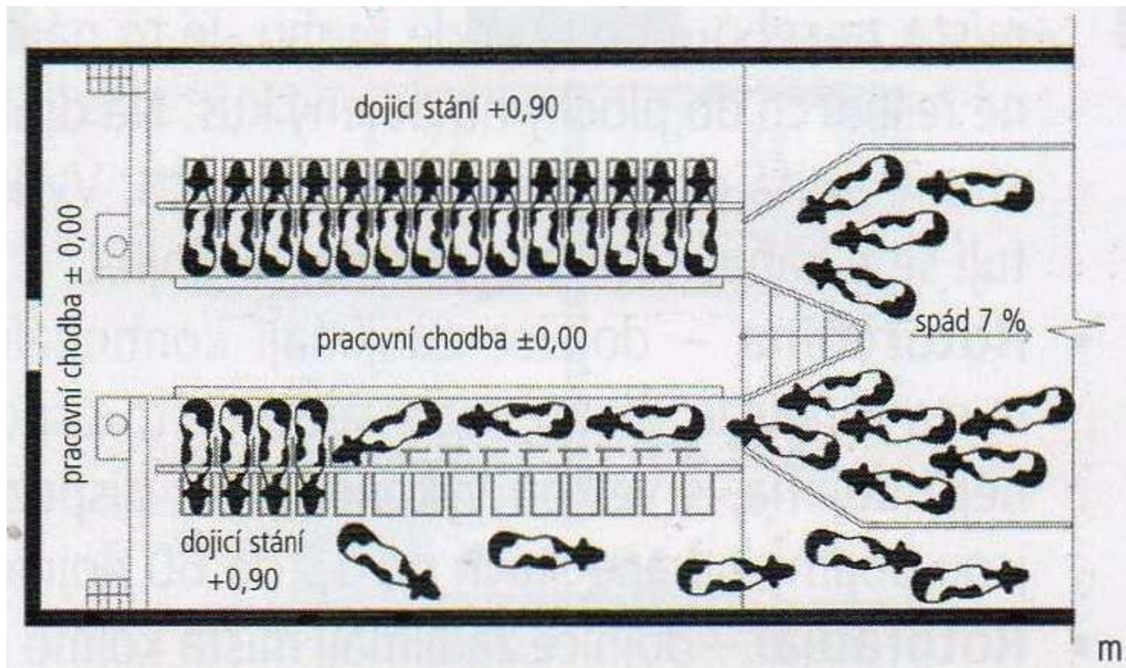 dojicí stání +0,90
pracovní chodba ± 0,00
pracovní chodba ±0,00
spád 7 %
dojicí stání
+0,90
m